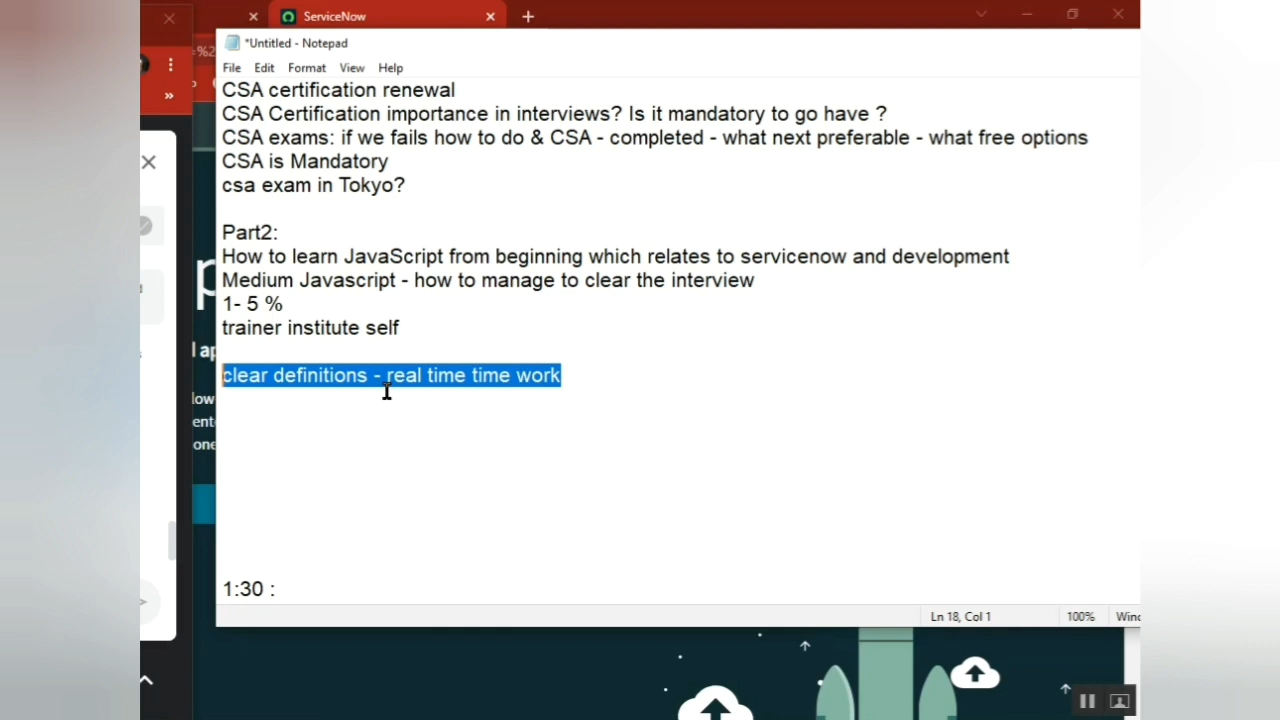 ServiceNow
*Untitled - Notepad
File Edit Format View Help
CSA certification renewal
CSA Certification importance in interviews? Is it mandatory to go have ?
CSA exams: if we fails how to do & CSA - completed - what next preferable - what free options
CSA is Mandatory
csa exam in Tokyo?
Part2:
How to learn JavaScript from beginning which relates to servicenow and development
Medium Javascript - how to manage to clear the interview
1- 5 %
trainer institute self
clear definitions - real time time work
1:30 :
Ln 18, Col 1 100%